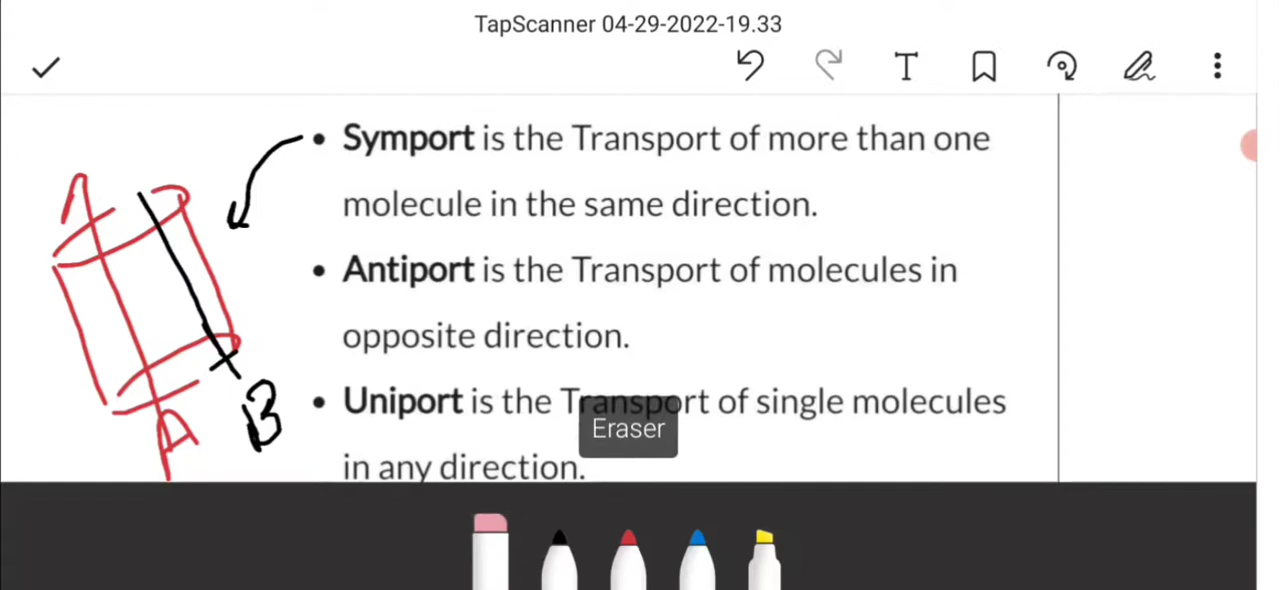 TapScanner 04-29-2022-19.33
T
• Symport is the Transport of more than one
molecule in the same direction.
• Antiport is the Transport of molecules in
opposite direction.
• Uniport is the Transport of single molecules
in any direction.
Eraser
A
B